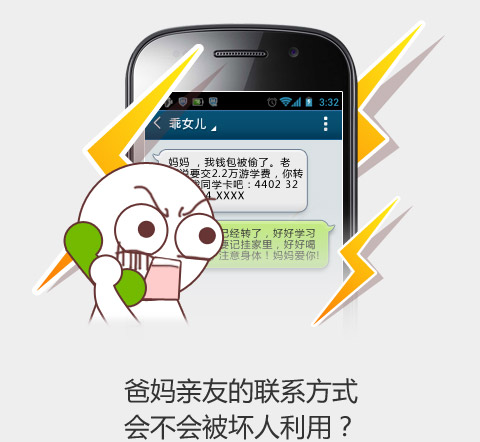 3:32
乖女儿
妈妈，我钱包被偷了。老
说要交2.2万游学费，你转
同学卡吧：4402 32
4 XXXX
已经转了，好好学习
要记挂家里，好好喝
注意身体！妈妈爱你!
爸妈亲友的联系方式
会不会被坏人利用？